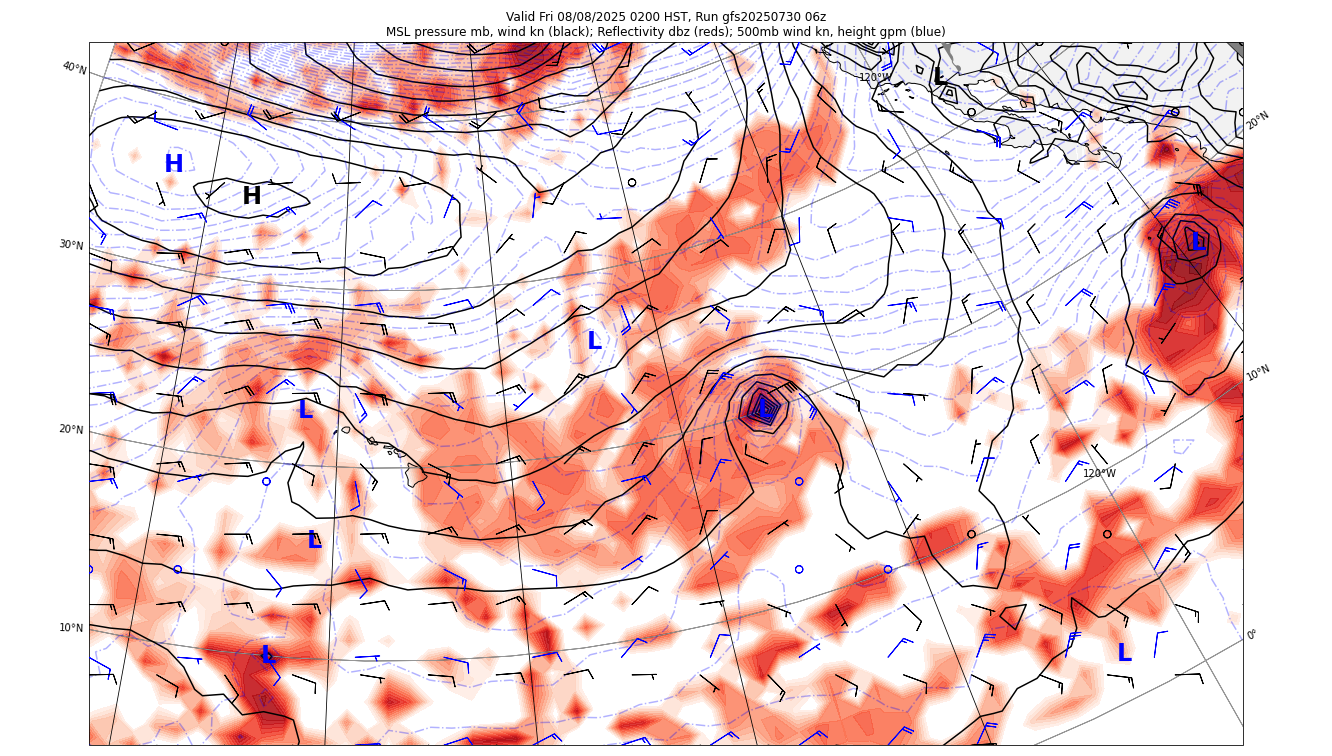 Valid Fri 08/08/2025 0200 HST, Run gfs20250730 06z
MSL pressure mb, wind kn (black); Reflectivity dbz (reds); 500mb wind kn, height gpm (blue)
40°N
120°W
L
20°N
H
H
30°N
L
L
10°N
L
L
20°N
120°W
L
10°N
0°
L
L